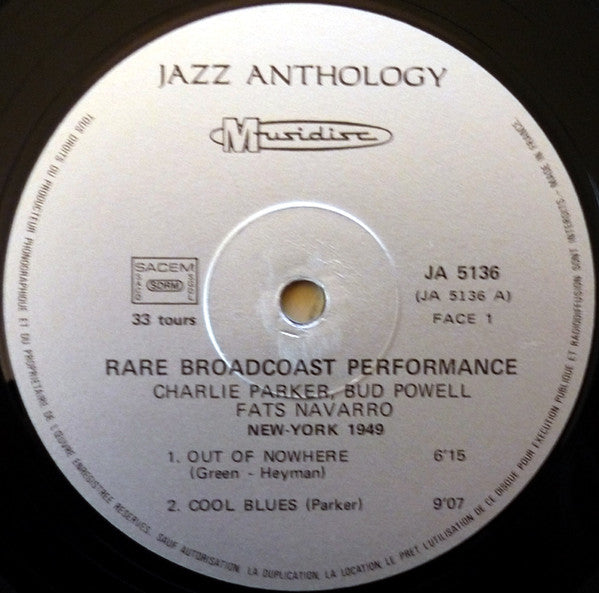 JAZZ ANTHOLOGY
Musidisc
SACEM
SACD
SDRM
SGDL
33 tours
JA 5136
(JA 5136 A)
FACE 1
RARE BROADCOAST PERFORMANCE
CHARLIE PARKER, BUD POWELL
FATS NAVARRO
NEW-YORK 1949
1. OUT OF NOWHERE 6'15
(Green - Heyman)
2. COOL BLUES (Parker) 9'07
TOUS DROITS DU PRODUCTEUR PHONOGRAPHIQUE ET DU PROPRIETAIRE DE L'ŒUVRE ENREGISTREE RESERVES. SAUF AUTORISATION, LA DUPLICATION, LA LOCATION, LE PRET, L'UTILISATION DE CE DISQUE POUR EXECUTION PUBLIQUE ET RADIODIFFUSION SONT INTERDITS. - MADE IN FRANCE.